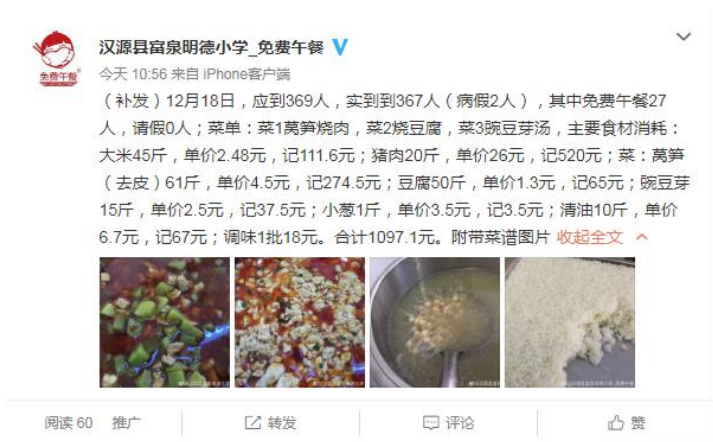 汉源县富泉明德小学_免费午餐
免费午餐
今天 10:56 来自 iPhone客户端
（补发）12月18日，应到369人，实到到367人（病假2人），其中免费午餐27
人，请假0人；菜单：菜1莴笋烧肉，菜2烧豆腐，菜3豌豆芽汤，主要食材消耗：
大米45斤，单价2.48元，记111.6元；猪肉20斤，单价26元，记520元；菜：莴笋
（去皮）61斤，单价4.5元，记274.5元；豆腐50斤，单价1.3元，记65元；豌豆芽
15斤，单价2.5元，记37.5元；小葱1斤，单价3.5元，记3.5元；清油10斤，单价
6.7元，记67元；调味1批18元。合计1097.1元。附带菜谱图片 收起全文
阅读 60 推广 转发 评论 赞